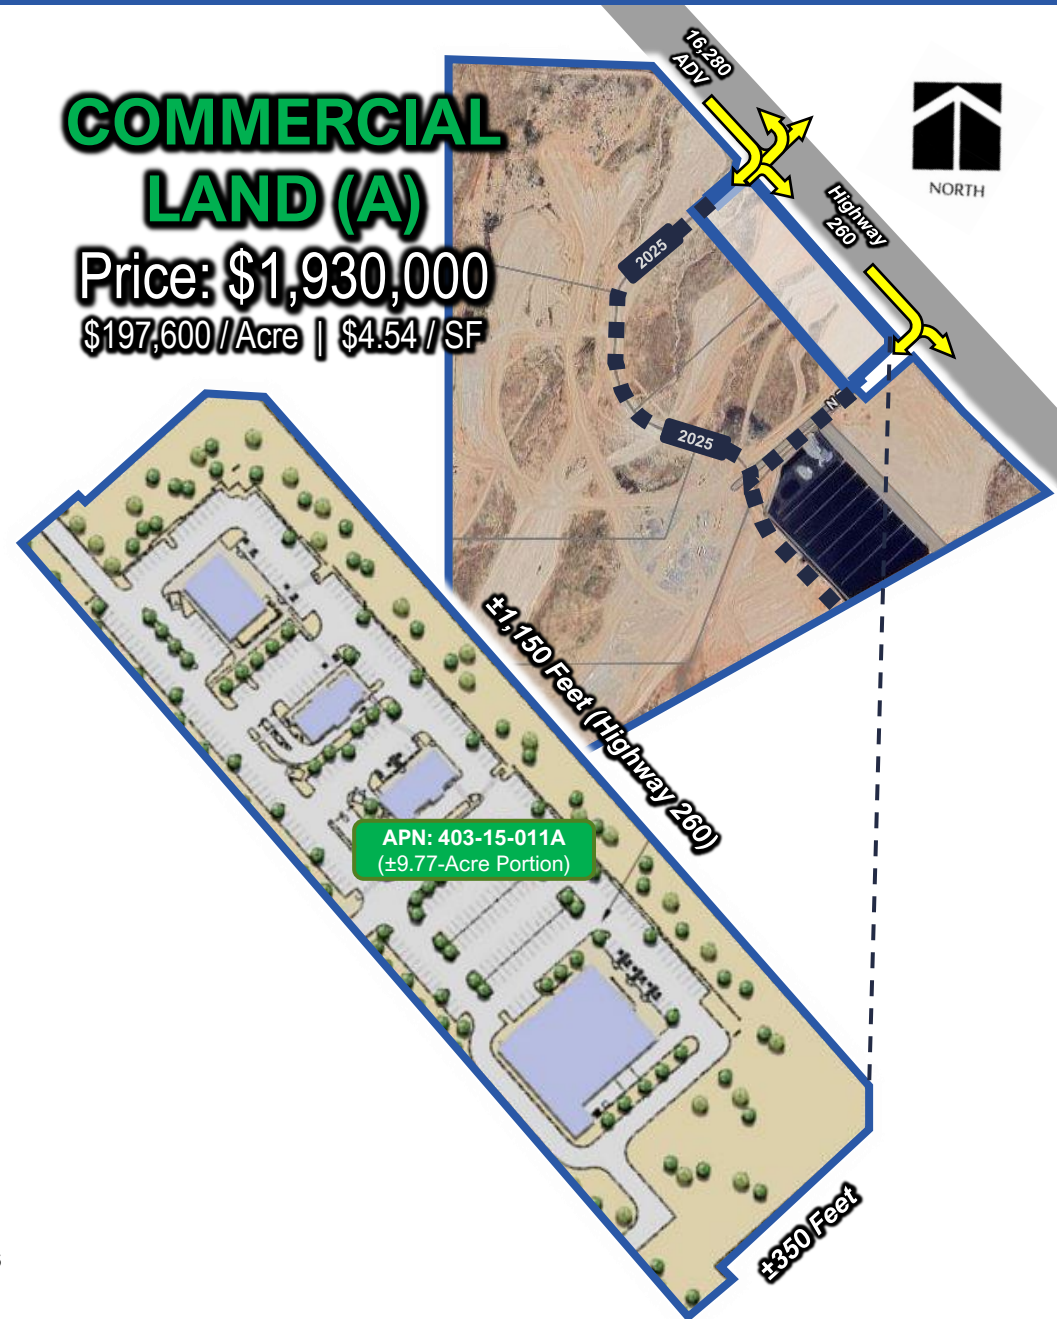 COMMERCIAL
LAND (A)
Price: $1,930,000
$197,600 / Acre | $4.54 / SF
16,280
ADV
Highway
260
NORTH
2025
2025
±1,150 Feet (Highway 260)
APN: 403-15-011A
(±9.77-Acre Portion)
±350 Feet